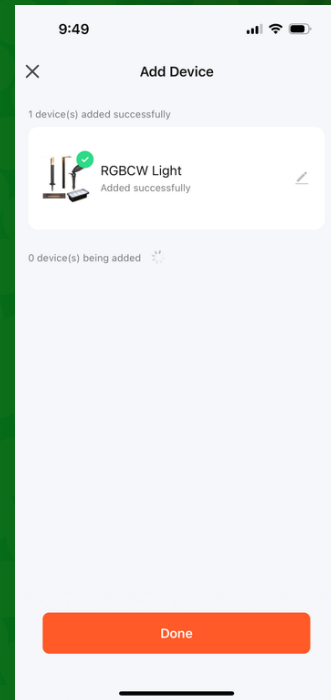 9:49
Add Device
1 device(s) added successfully
RGBCW Light
Added successfully
0 device(s) being added
Done